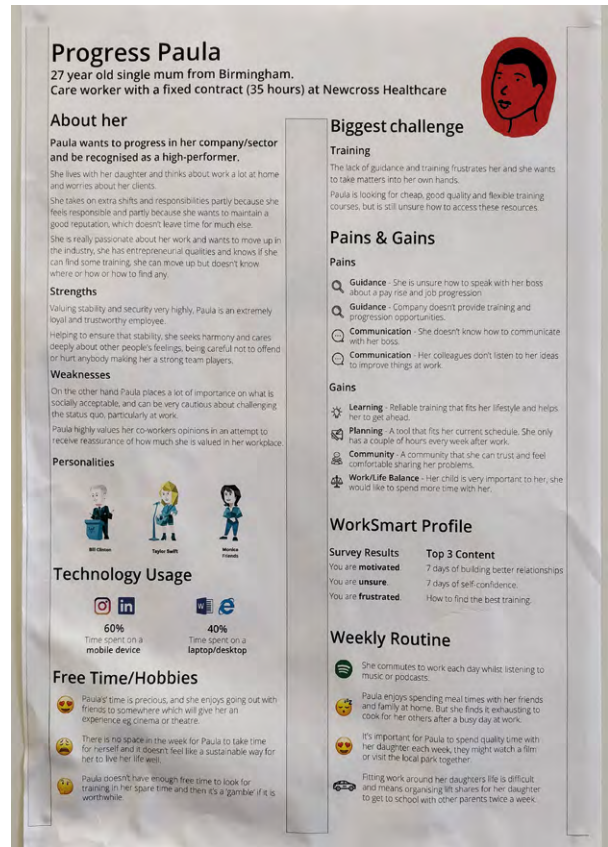 Progress Paula
27 year old single mum from Birmingham.
Care worker with a fixed contract (35 hours) at Newcross Healthcare
About her
Paula wants to progress in her company/sector
and be recognised as a high-performer.
She lives with her daughter and thinks about work a lot at home
and worries about her clients.
She takes on extra shifts and responsibilities partly because she
feels responsible and partly because she wants to maintain a
good reputation, which doesn't leave time for much else.
She is really passionate about her work and wants to move up in
the industry, she has entrepreneurial qualities and knows if she
can find some training, she can move up but doesn't know
where or how or how to find any.
Strengths
Valuing stability and security very highly, Paula is an extremely
loyal and trustworthy employee.
Helping to ensure that stability, she seeks harmony and cares
deeply about other people's feelings, being careful not to offend
or hurt anybody making her a strong team players.
Weaknesses
On the other hand Paula places a lot of importance on what is
socially acceptable, and can be very cautious about challenging
the status quo, particularly at work.
Paula highly values her co-workers opinions in an attempt to
receive reassurance of how much she is valued in her workplace.
Personalities
Bill Clinton
Taylor Swift
Monica
Friends
Technology Usage
60%
Time spent on a
mobile device
40%
Time spent on a
laptop/desktop
Free Time/Hobbies
Paula's' time is precious, and she enjoys going out with
friends to somewhere which will give her an
experience eg cinema or theatre.
There is no space in the week for Paula to take time
for herself and it doesn't feel like a sustainable way for
her to live her life well.
Paula doesn't have enough free time to look for
training in her spare time and then it's a 'gamble' if it is
worthwhile.
Biggest challenge
Training
The lack of guidance and training frustrates her and she wants
to take matters into her own hands.
Paula is looking for cheap, good quality and flexible training
courses, but is still unsure how to access these resources.
Pains & Gains
Pains
Guidance - She is unsure how to speak with her boss
about a pay rise and job progression
Guidance - Company doesn't provide training and
progression opportunities.
Communication - She doesn't know how to communicate
with her boss.
Communication - Her colleagues don't listen to her ideas
to improve things at work
Gains
Learning - Reliable training that fits her lifestyle and helps
her to get ahead.
Planning - A tool that fits her current schedule. She only
has a couple of hours every week after work.
Community - A community that she can trust and feel
comfortable sharing her problems.
Work/Life Balance - Her child is very important to her, she
would like to spend more time with her.
WorkSmart Profile
Survey Results
You are motivated.
You are unsure.
You are frustrated.
Top 3 Content
7 days of building better relationships
7 days of self-confidence.
How to find the best training.
Weekly Routine
She commutes to work each day whilst listening to
music or podcasts.
Paula enjoys spending meal times with her friends
and family at home. But she finds it exhausting to
cook for her others after a busy day at work.
It's important for Paula to spend quality time with
her daughter each week, they might watch a film
or visit the local park together.
Fitting work around her daughters life is difficult
and means organising lift shares for her daughter
to get to school with other parents twice a week.